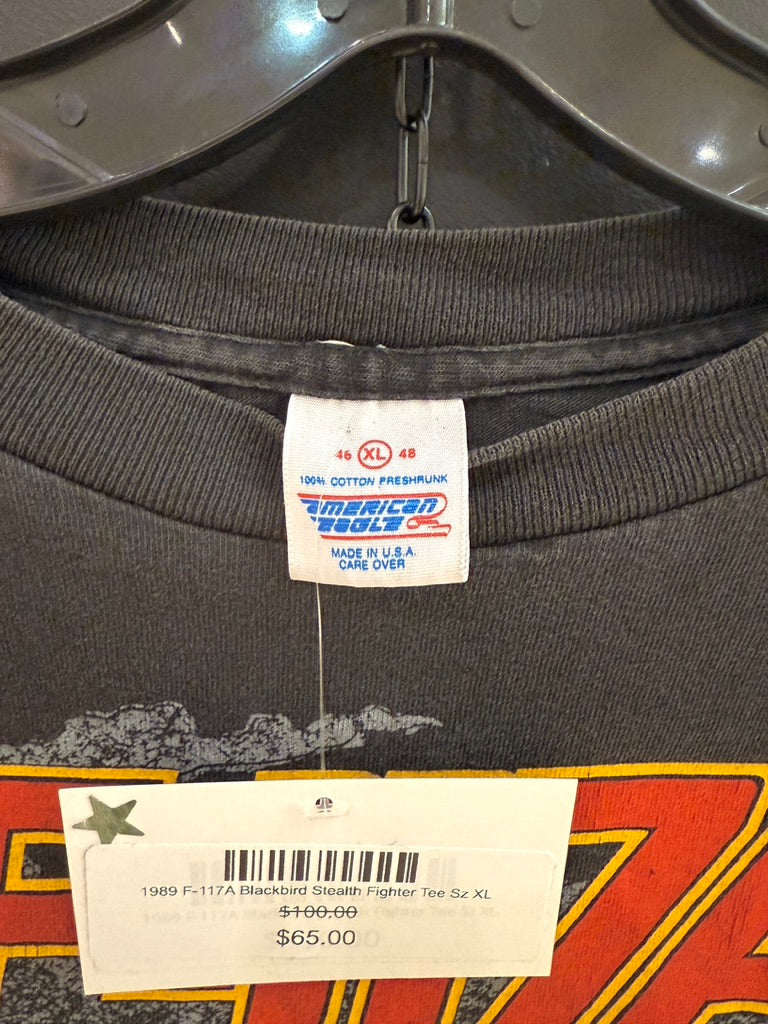 46 XL 48
100% COTTON PRESHRUNK
American
Eagle
MADE IN U.S.A.
CARE OVER
1989 F-117A Blackbird Stealth Fighter Tee Sz XL
$100.00
$65.00